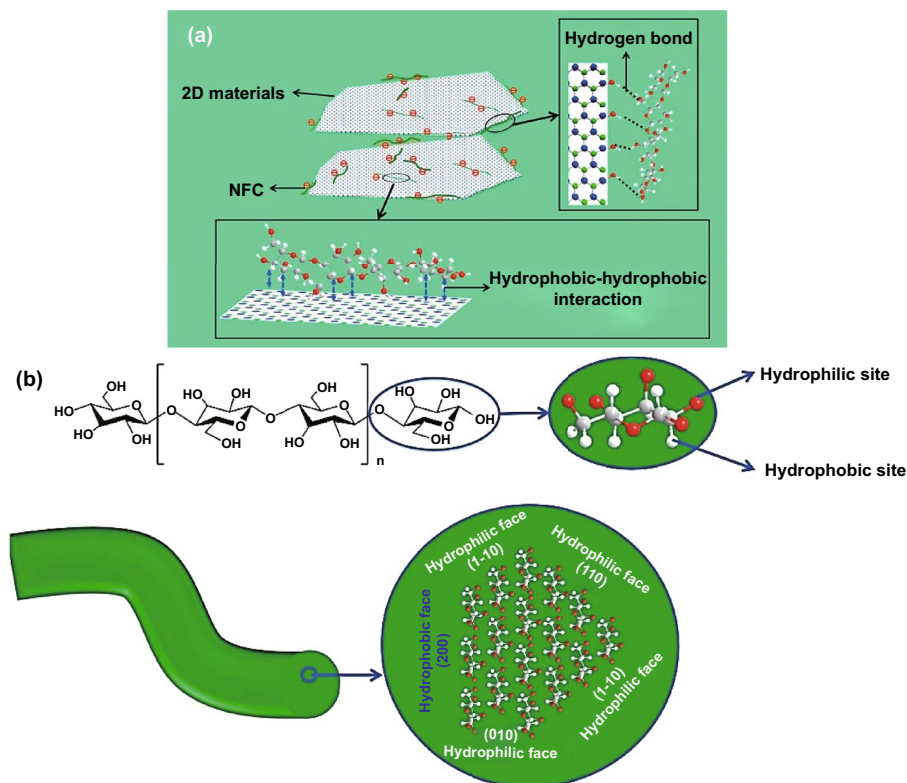 (a)
Hydrogen bond
2D materials
NFC
Hydrophobic-hydrophobic
interaction
(b)
OH
OH
OH
HO
HO
OH
O
O
HO
OH
O
OH
O
OH
O
HO
OH
n
O
HO
OH
O
OH
OH
Hydrophilic site
Hydrophobic site
Hydrophilic face
(1-10)
Hydrophilic face
(110)
Hydrophobic face
(200)
(1-10)
Hydrophilic face
(010)
Hydrophilic face